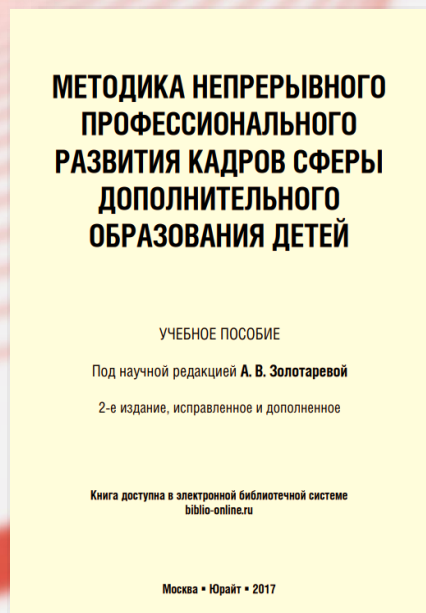 МЕТОДИКА НЕПРЕРЫВНОГО
ПРОФЕССИОНАЛЬНОГО
РАЗВИТИЯ КАДРОВ СФЕРЫ
ДОПОЛНИТЕЛЬНОГО
ОБРАЗОВАНИЯ ДЕТЕЙ
УЧЕБНОЕ ПОСОБИЕ
Под научной редакцией А. В. Золотаревой
2-е издание, исправленное и дополненное
Книга доступна в электронной библиотечной системе
biblio-online.ru
Москва ▪ Юрайт ▪ 2017